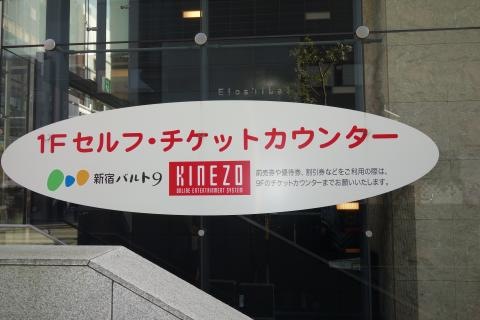 1F セルフ・チケットカウンター
新宿バルト9
KINEZO
ONLINE ENTERTAINMENT SYSTEM
前売券や優待券、割引券などをご利用の際は、
9Fのチケットカウンターまでお願いいたします。